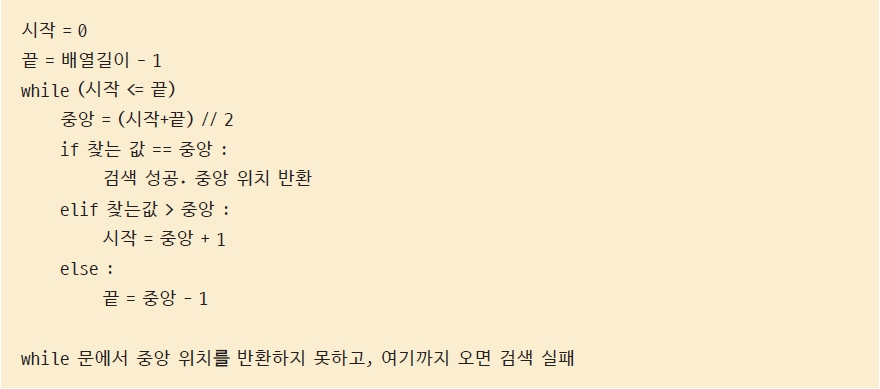 시작 = 0
끝 = 배열길이 - 1
while (시작 <= 끝)
중앙 = (시작+끝) // 2
if 찾는 값 == 중앙 :
검색 성공. 중앙 위치 반환
elif 찾는값 > 중앙 :
시작 = 중앙 + 1
else :
끝 = 중앙 - 1
while 문에서 중앙 위치를 반환하지 못하고, 여기까지 오면 검색 실패